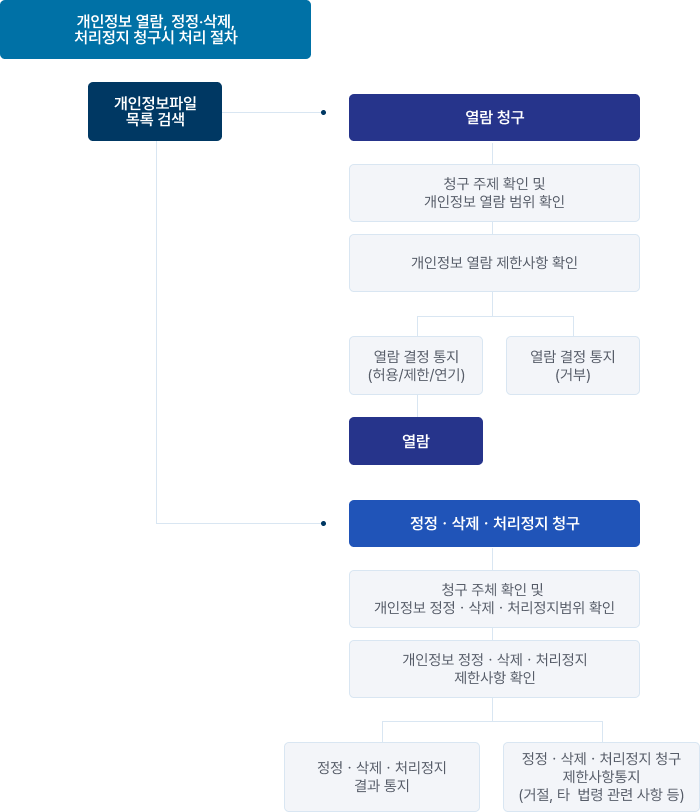 개인정보 열람, 정정·삭제,
처리정지 청구시 처리 절차
개인정보파일
목록 검색
열람 청구
청구 주제 확인 및
개인정보 열람 범위 확인
개인정보 열람 제한사항 확인
열람 결정 통지
(허용/제한/연기)
열람 결정 통지
(거부)
열람
정정 · 삭제 · 처리정지 청구
청구 주체 확인 및
개인정보 정정 · 삭제 · 처리정지범위 확인
개인정보 정정 · 삭제 · 처리정지
제한사항 확인
정정 · 삭제 · 처리정지
결과 통지
정정 · 삭제 · 처리정지 청구
제한사항통지
(거절, 타 법령 관련 사항 등)